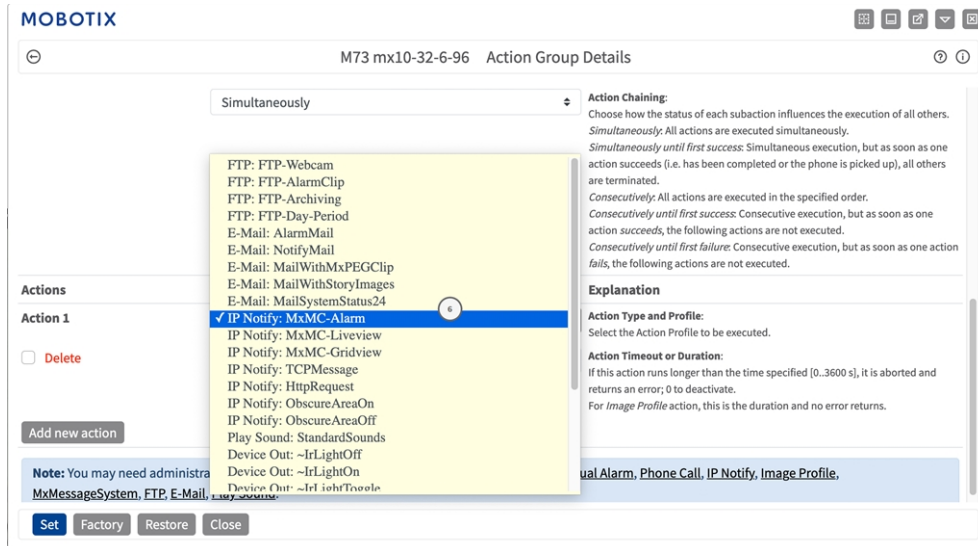 MOBOTIX
M73 mx10-32-6-96 Action Group Details
Simultaneously
Action Chaining:
Choose how the status of each subaction influences the execution of all others.
Simultaneously: All actions are executed simultaneously.
Simultaneously until first success: Simultaneous execution, but as soon as one
action succeeds (i.e. has been completed or the phone is picked up), all others
are terminated.
Consecutively: All actions are executed in the specified order.
Consecutively until first success: Consecutive execution, but as soon as one
action succeeds, the following actions are not executed.
Consecutively until first failure: Consecutive execution, but as soon as one action
fails, the following actions are not executed.
FTP: FTP-Webcam
FTP: FTP-AlarmClip
FTP: FTP-Archiving
FTP: FTP-Day-Period
E-Mail: AlarmMail
E-Mail: NotifyMail
E-Mail: MailWithMxPEGClip
E-Mail: MailWithStoryImages
E-Mail: MailSystemStatus24
6
✓ IP Notify: MxMC-Alarm
IP Notify: MxMC-Liveview
IP Notify: MxMC-Gridview
IP Notify: TCPMessage
IP Notify: HttpRequest
IP Notify: ObscureAreaOn
IP Notify: ObscureAreaOff
Play Sound: StandardSounds
Device Out: ~IrLightOff
Device Out: ~IrLightOn
Device Out: ~IrLightToggle
Actions
Explanation
Action 1
Action Type and Profile:
Select the Action Profile to be executed.
Delete
Action Timeout or Duration:
If this action runs longer than the time specified [0..3600 s], it is aborted and
returns an error; 0 to deactivate.
For Image Profile action, this is the duration and no error returns.
Add new action
Note: You may need administra ual Alarm, Phone Call, IP Notify, Image Profile,
MxMessageSystem, FTP, E-Mail, Play Sound.
Set Factory Restore Close